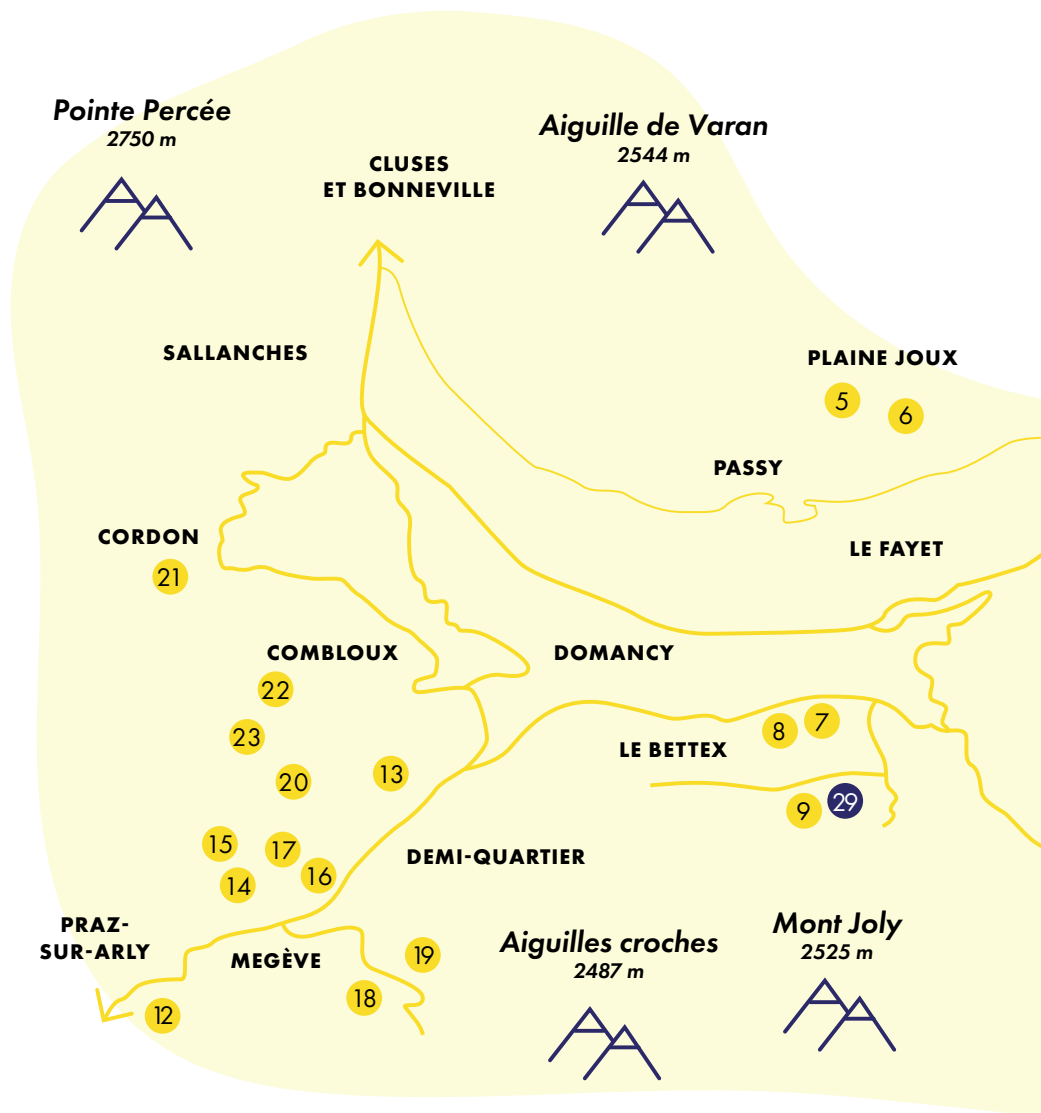 Pointe Percée
2750 m
Aiguille de Varan
2544 m
CLUSES
ET BONNEVILLE
SALLANCHES
PLAINE JOUX
5
6
PASSY
CORDON
LE FAYET
21
COMBLOUX
DOMANCY
22
23
8
7
LE BETTEX
20
13
9
29
15
17
16
14
DEMI-QUARTIER
PRAZ-
SUR-ARLY
MEGÈVE
19
18
12
Aiguilles croches
2487 m
Mont Joly
2525 m